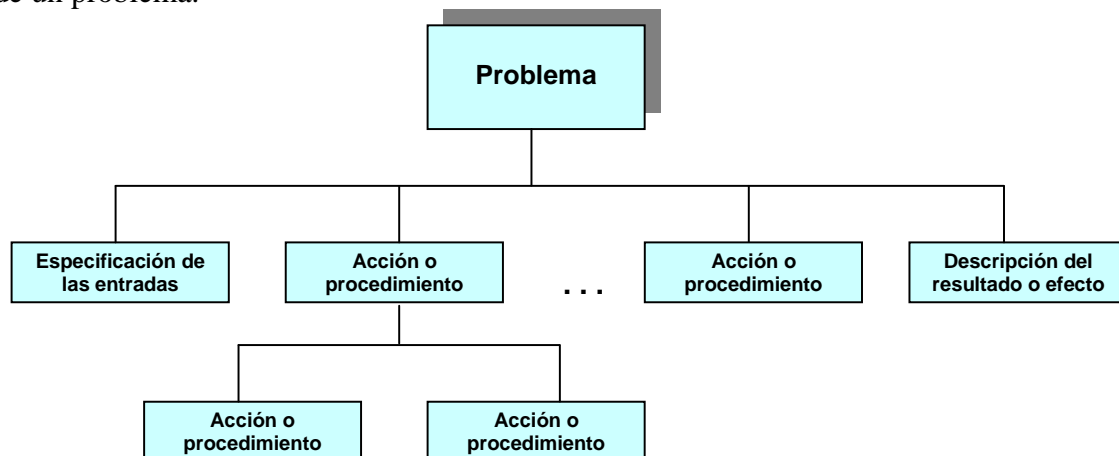 de un problema.
Problema
Especificación de
las entradas
Acción o
procedimiento
. . .
Acción o
procedimiento
Descripción del
resultado o efecto
Acción o
procedimiento
Acción o
procedimiento